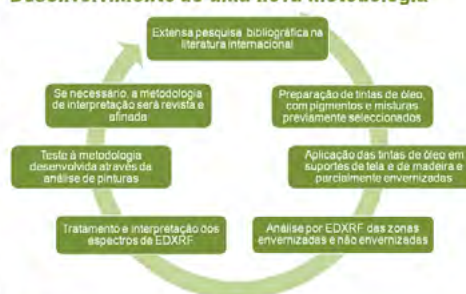 Desenvolvimento de uma nova metodologia
Extensa pesquisa bibliográfica na
literatura internacional
Preparação de tintas de óleo,
com pigmentos e misturas
previamente seleccionados
Aplicação das tintas de óleo em
suportes de tela e de madeira e
parcialmente envernizadas
Análise por EDXRF das zonas
envernizadas e não envernizadas
Tratamento e interpretação dos
espectros de EDXRF
Teste à metodologia
desenvolvida através da
análise de pinturas
Se necessário, a metodologia
de interpretação será revista e
afinada